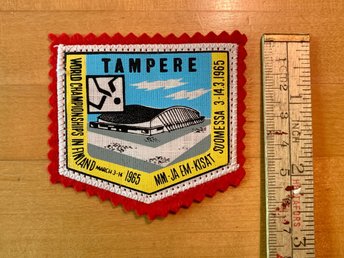 TAMPERE
WORLD CHAMPIONSHIPS IN FINLAND MARCH 3-14 1965
MM-JA EM-KISAT SUOMESSA 3-14.3.1965